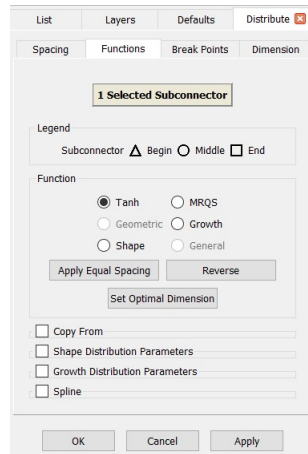 List Layers Defaults Distribute
Spacing Functions Break Points Dimension
1 Selected Subconnector
Legend
Subconnector Begin Middle End
Function
Tanh MRQS
Geometric Growth
Shape General
Apply Equal Spacing Reverse
Set Optimal Dimension
Copy From
Shape Distribution Parameters
Growth Distribution Parameters
Spline
OK Cancel Apply